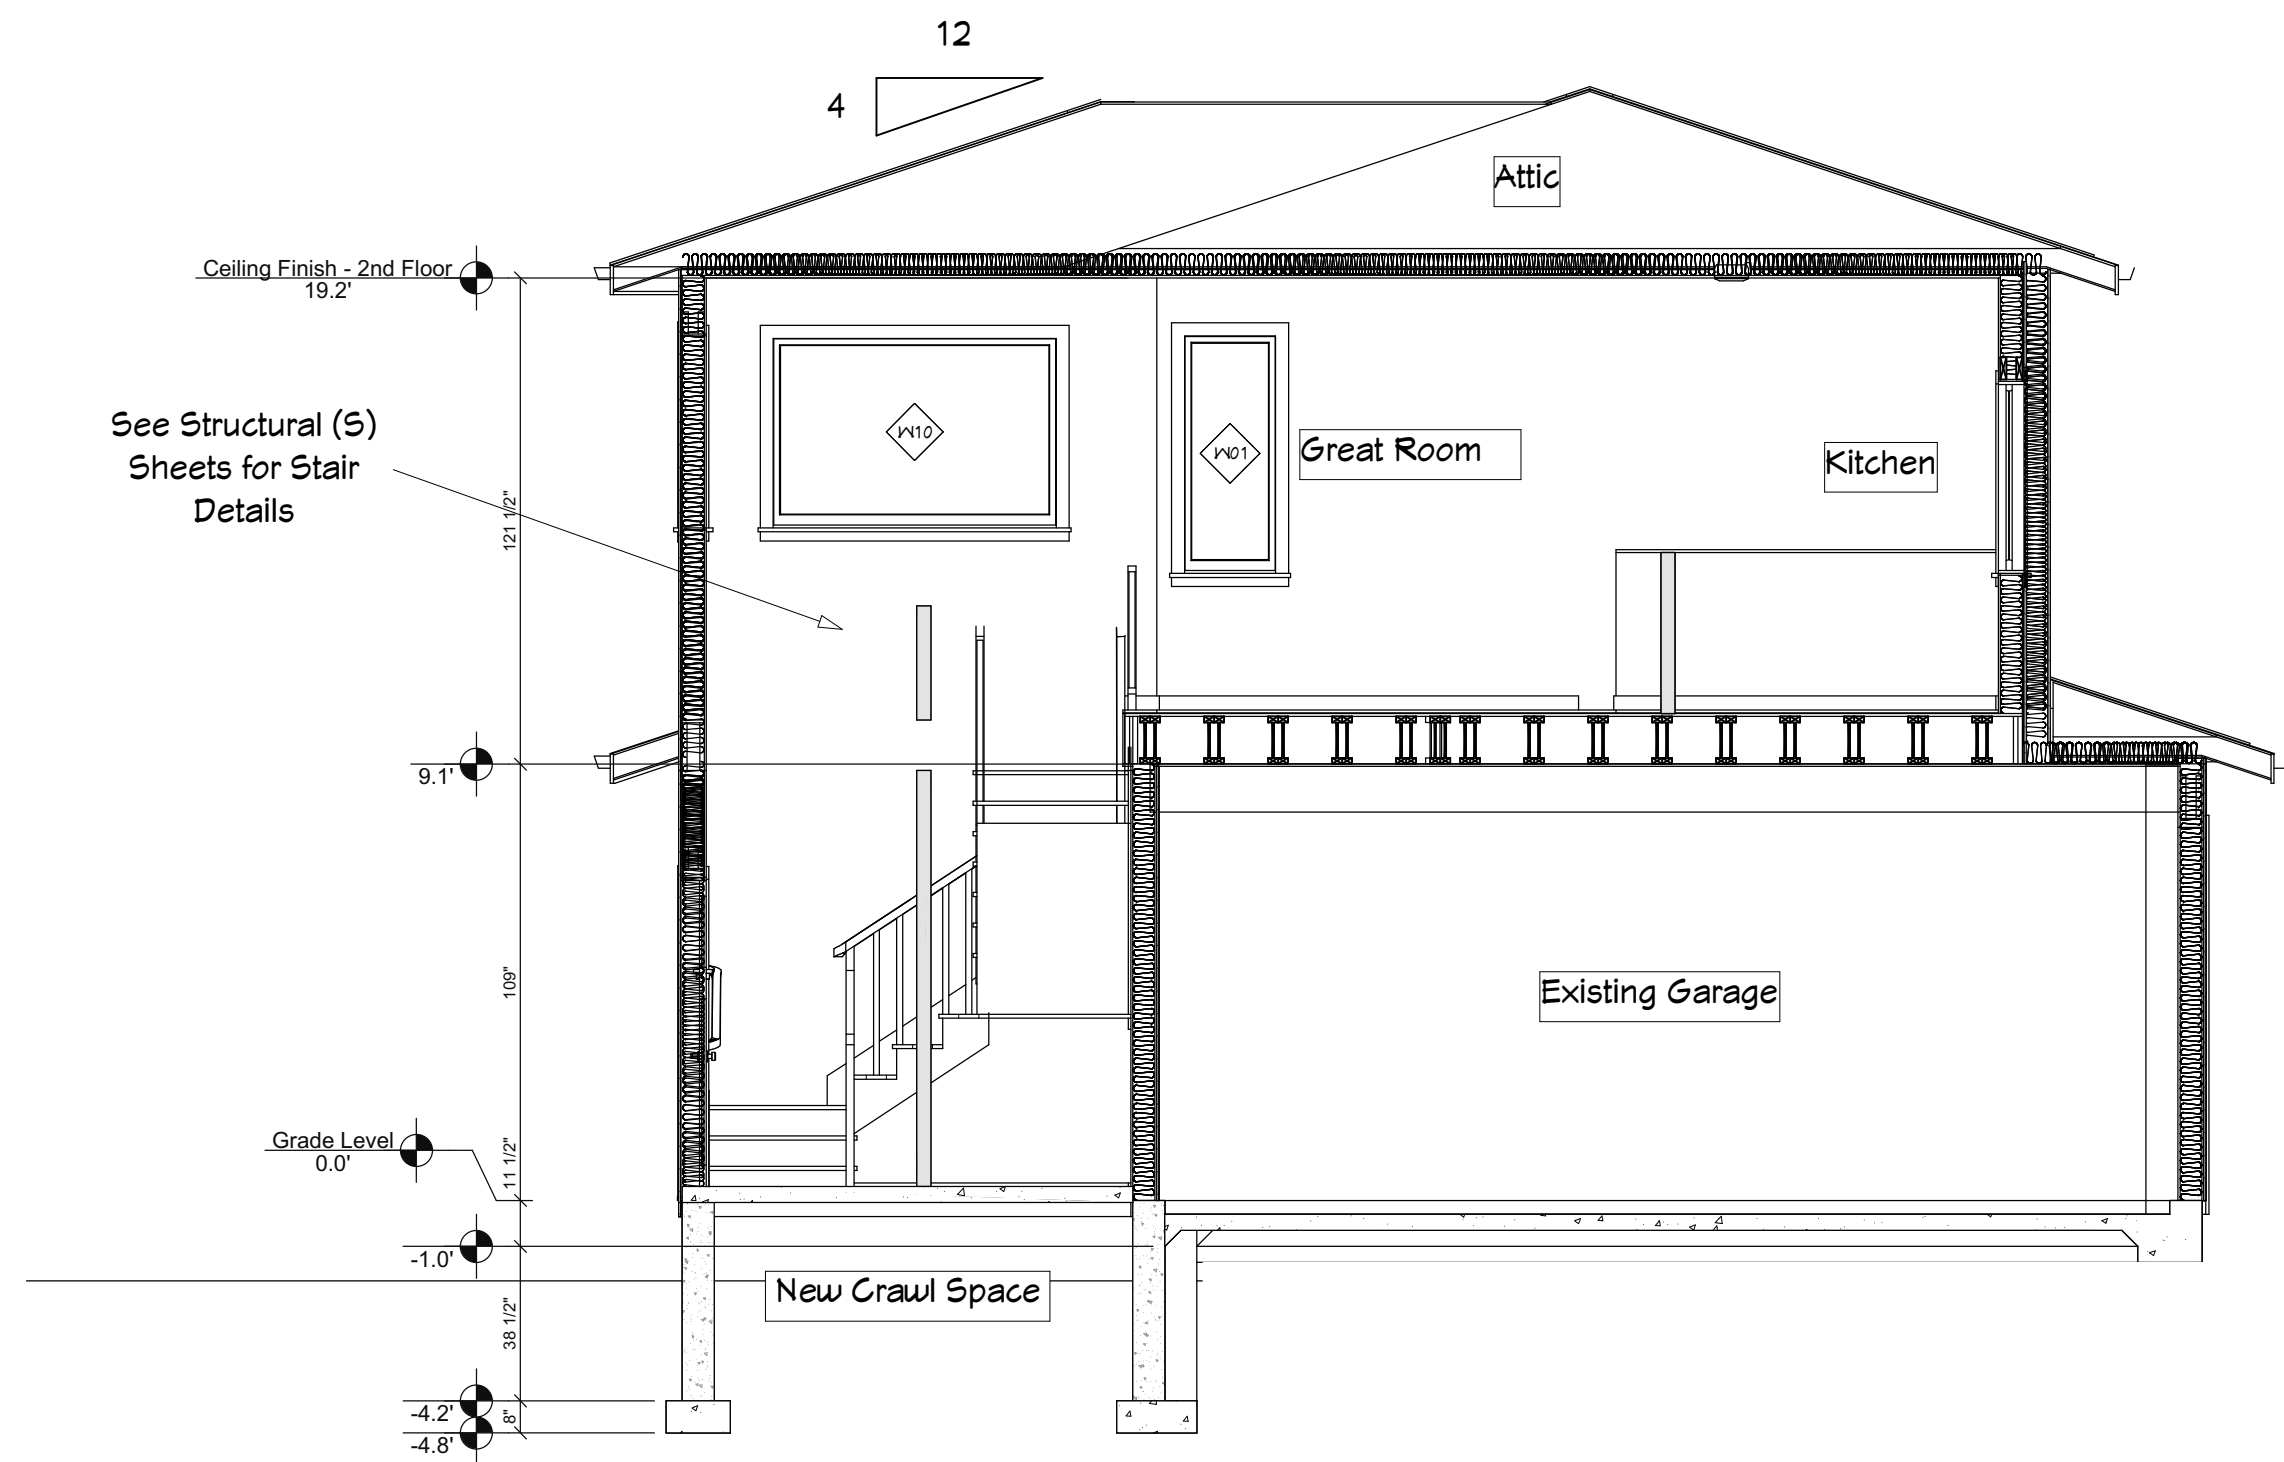 12
4
Attic
Ceiling Finish - 2nd Floor
19.2'
See Structural (S)
Sheets for Stair
Details
121 1/2"
W10
W01
Great Room
Kitchen
9.1'
109"
Existing Garage
Grade Level
0.0'
11 1/2"
-1.0'
New Crawl Space
38 1/2"
-4.2'
8"
-4.8'